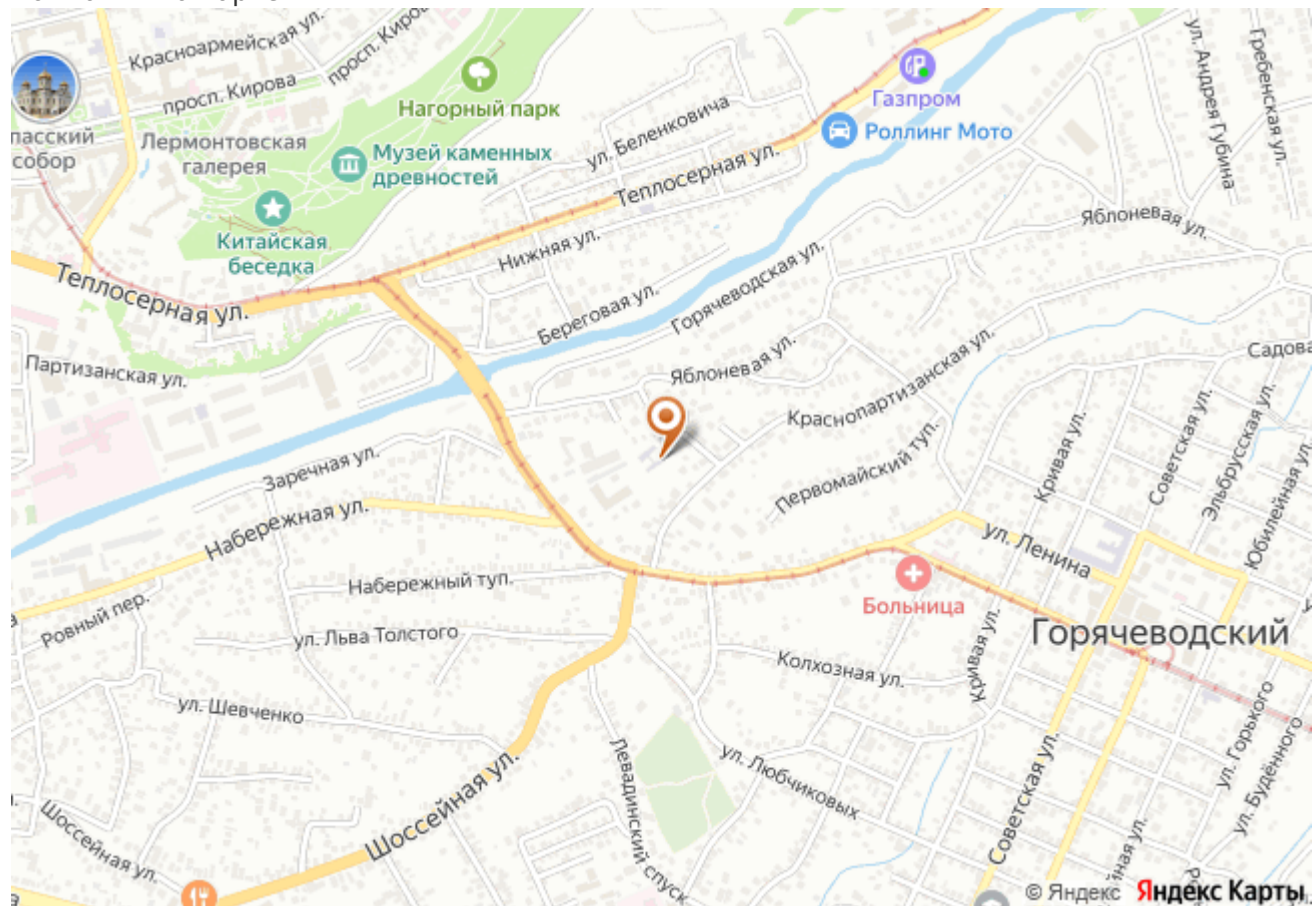 Красноармейская ул.
просп. Кирова
просп. Киро
Нагорный парк
Газпром
ул. Андрея Губина
Гребенская ул.
пасский
собор
Лермонтовская
галерея
Музей каменных
древностей
ул. Беленковича
Роллинг Мото
Теплосерная ул.
Китайская
беседка
Нижняя ул.
Яблоневая ул.
Теплосерная ул.
Береговая ул.
Горячеводская ул.
Партизанская ул.
Яблоневая ул.
Садова
Краснопартизанская ул.
Первомайский туп.
Кривая ул.
Советская ул.
Эльбрусская ул.
Юбилейная ул.
Заречная ул.
Набережная ул.
ул. Ленина
Набережный туп.
Больница
Ровный пер.
ул. Льва Толстого
Горячеводский
Колхозная ул.
Кривая ул.
ул. Шевченко
ул. Горького
ул. Будённого
Левадинский спуск
ул. Любчиковых
Советская ул.
Шоссейная ул.
Шоссейная ул.
ная ул.
© Яндекс Яндекс Карты